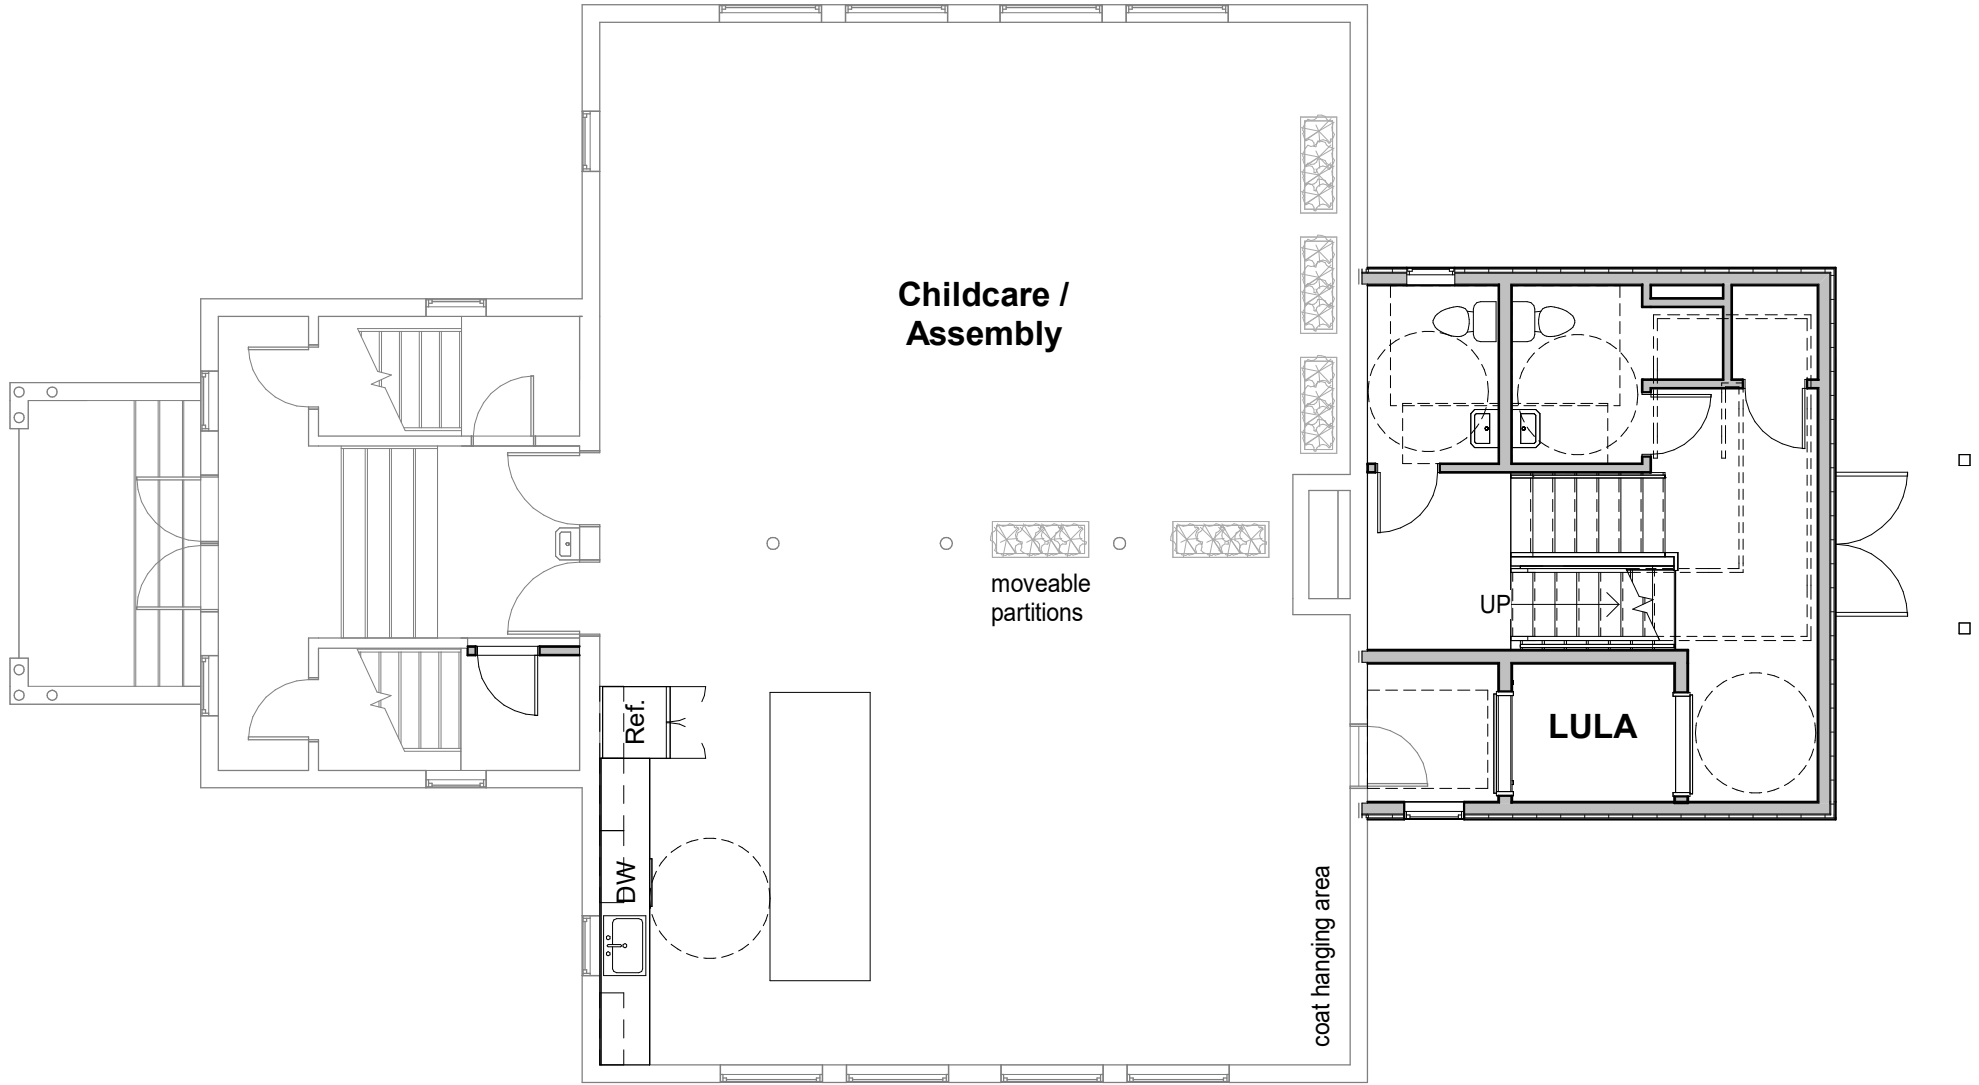 Childcare /
Assembly
moveable
partitions
UP
LULA
Ref.
DW
coat hanging area